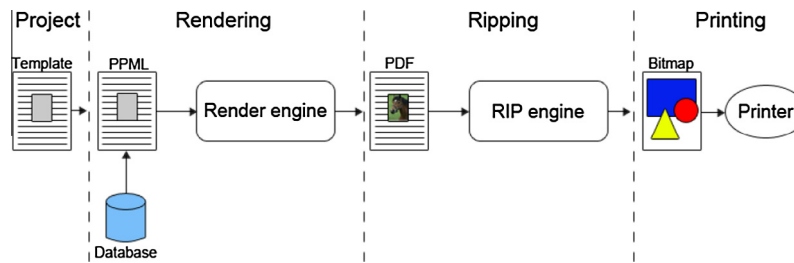 Project
Rendering
Ripping
Printing
Template
PPML
PDF
Bitmap
Render engine
RIP engine
Printer
Database